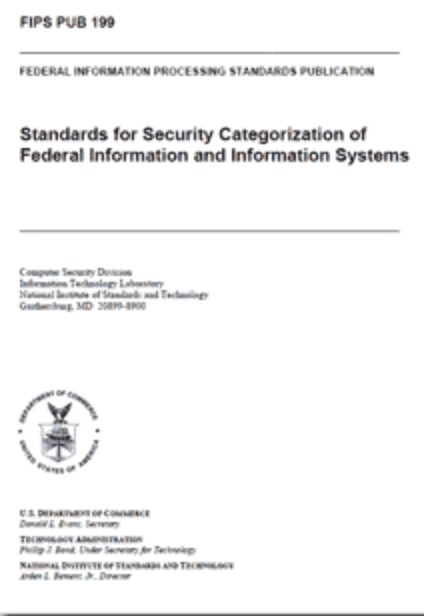 FIPS PUB 199
FEDERAL INFORMATION PROCESSING STANDARDS PUBLICATION
Standards for Security Categorization of
Federal Information and Information Systems
Computer Security Division
Information Technology Laboratory
National Institute of Standards and Technology
Gaithersburg, MD 20899-8900
DEPARTMENT OF COMMERCE
UNITED STATES OF AMERICA
U.S. DEPARTMENT OF COMMERCE
Donald L. Evans, Secretary
TECHNOLOGY ADMINISTRATION
Phillip J. Bond, Under Secretary for Technology
NATIONAL INSTITUTE OF STANDARDS AND TECHNOLOGY
Arden L. Bement, Jr., Director